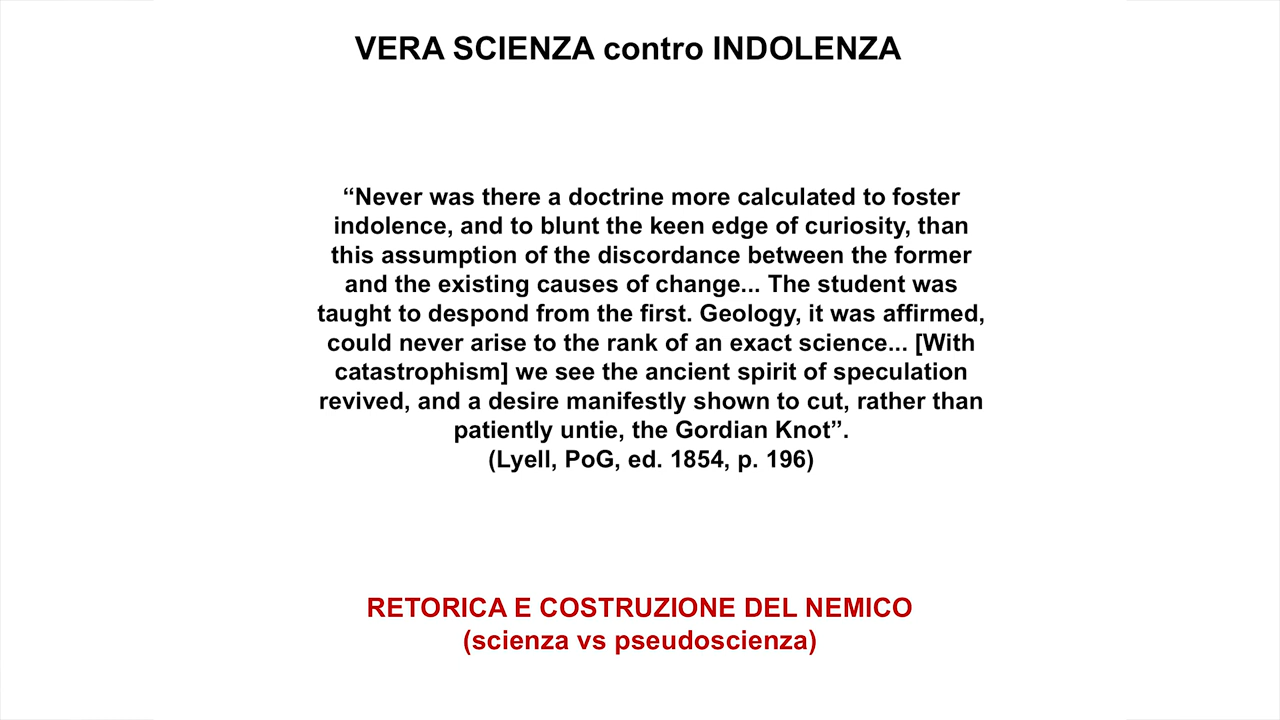 VERA SCIENZA contro INDOLENZA
“Never was there a doctrine more calculated to foster
indolence, and to blunt the keen edge of curiosity, than
this assumption of the discordance between the former
and the existing causes of change... The student was
taught to despond from the first. Geology, it was affirmed,
could never arise to the rank of an exact science... [With
catastrophism] we see the ancient spirit of speculation
revived, and a desire manifestly shown to cut, rather than
patiently untie, the Gordian Knot”.
(Lyell, PoG, ed. 1854, p. 196)
RETORICA E COSTRUZIONE DEL NEMICO
(scienza vs pseudoscienza)